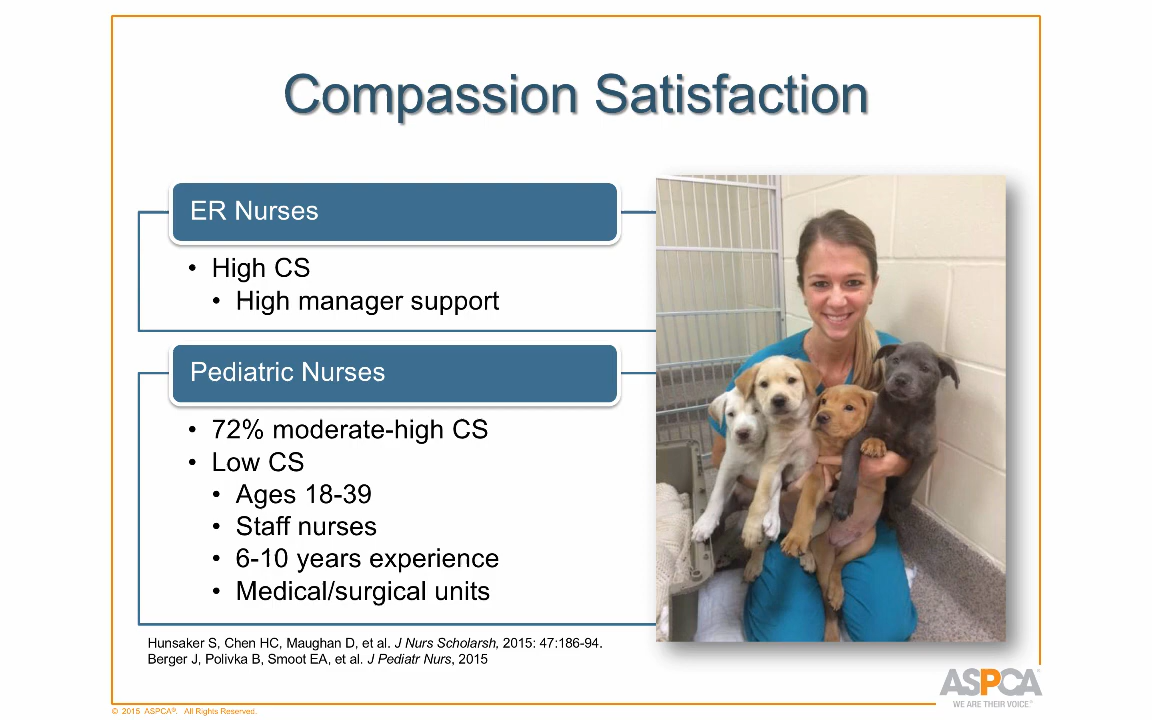 Compassion Satisfaction
ER Nurses
• High CS
• High manager support
Pediatric Nurses
• 72% moderate-high CS
• Low CS
• Ages 18-39
• Staff nurses
• 6-10 years experience
• Medical/surgical units
Hunsaker S, Chen HC, Maughan D, et al. J Nurs Scholarsh, 2015: 47:186-94.
Berger J, Polivka B, Smoot EA, et al. J Pediatr Nurs, 2015
ASPCA®
WE ARE THEIR VOICE.®
© 2015 ASPCA®. All Rights Reserved.